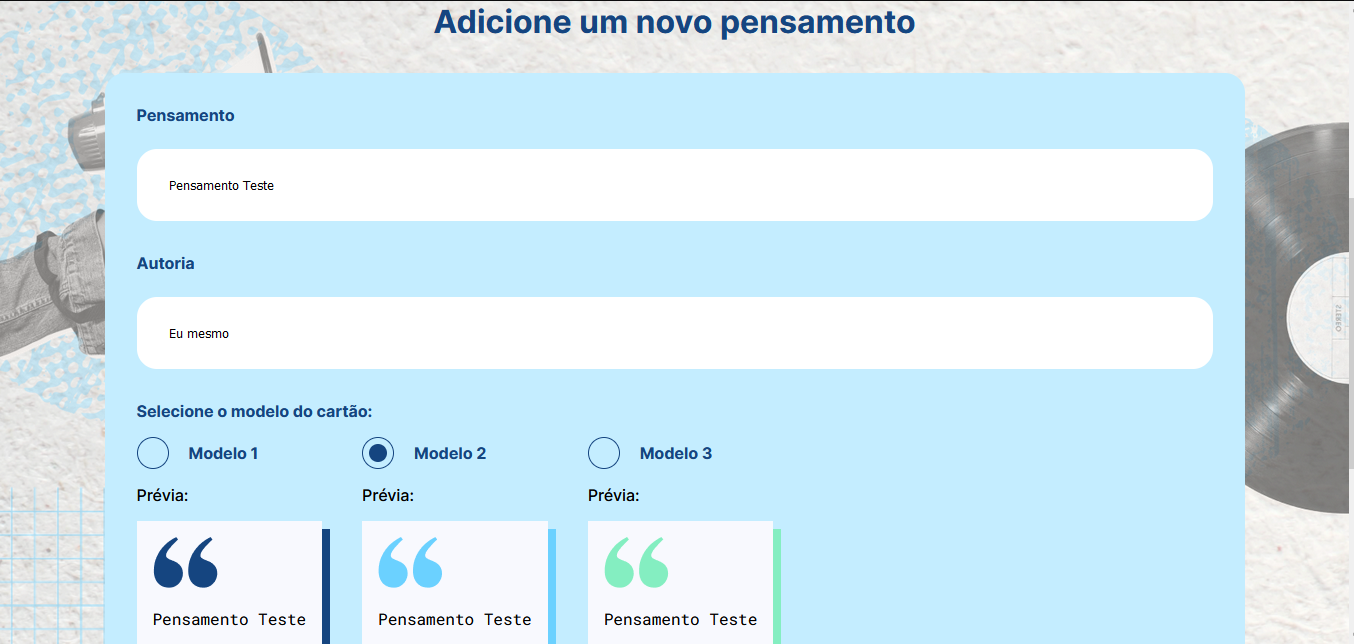 Adicione um novo pensamento
Pensamento
Pensamento Teste
Autoria
Eu mesmo
Selecione o modelo do cartão:
Modelo 1 Modelo 2 Modelo 3
Prévia: Prévia: Prévia:
“ “ “
Pensamento Teste Pensamento Teste Pensamento Teste
STEREO